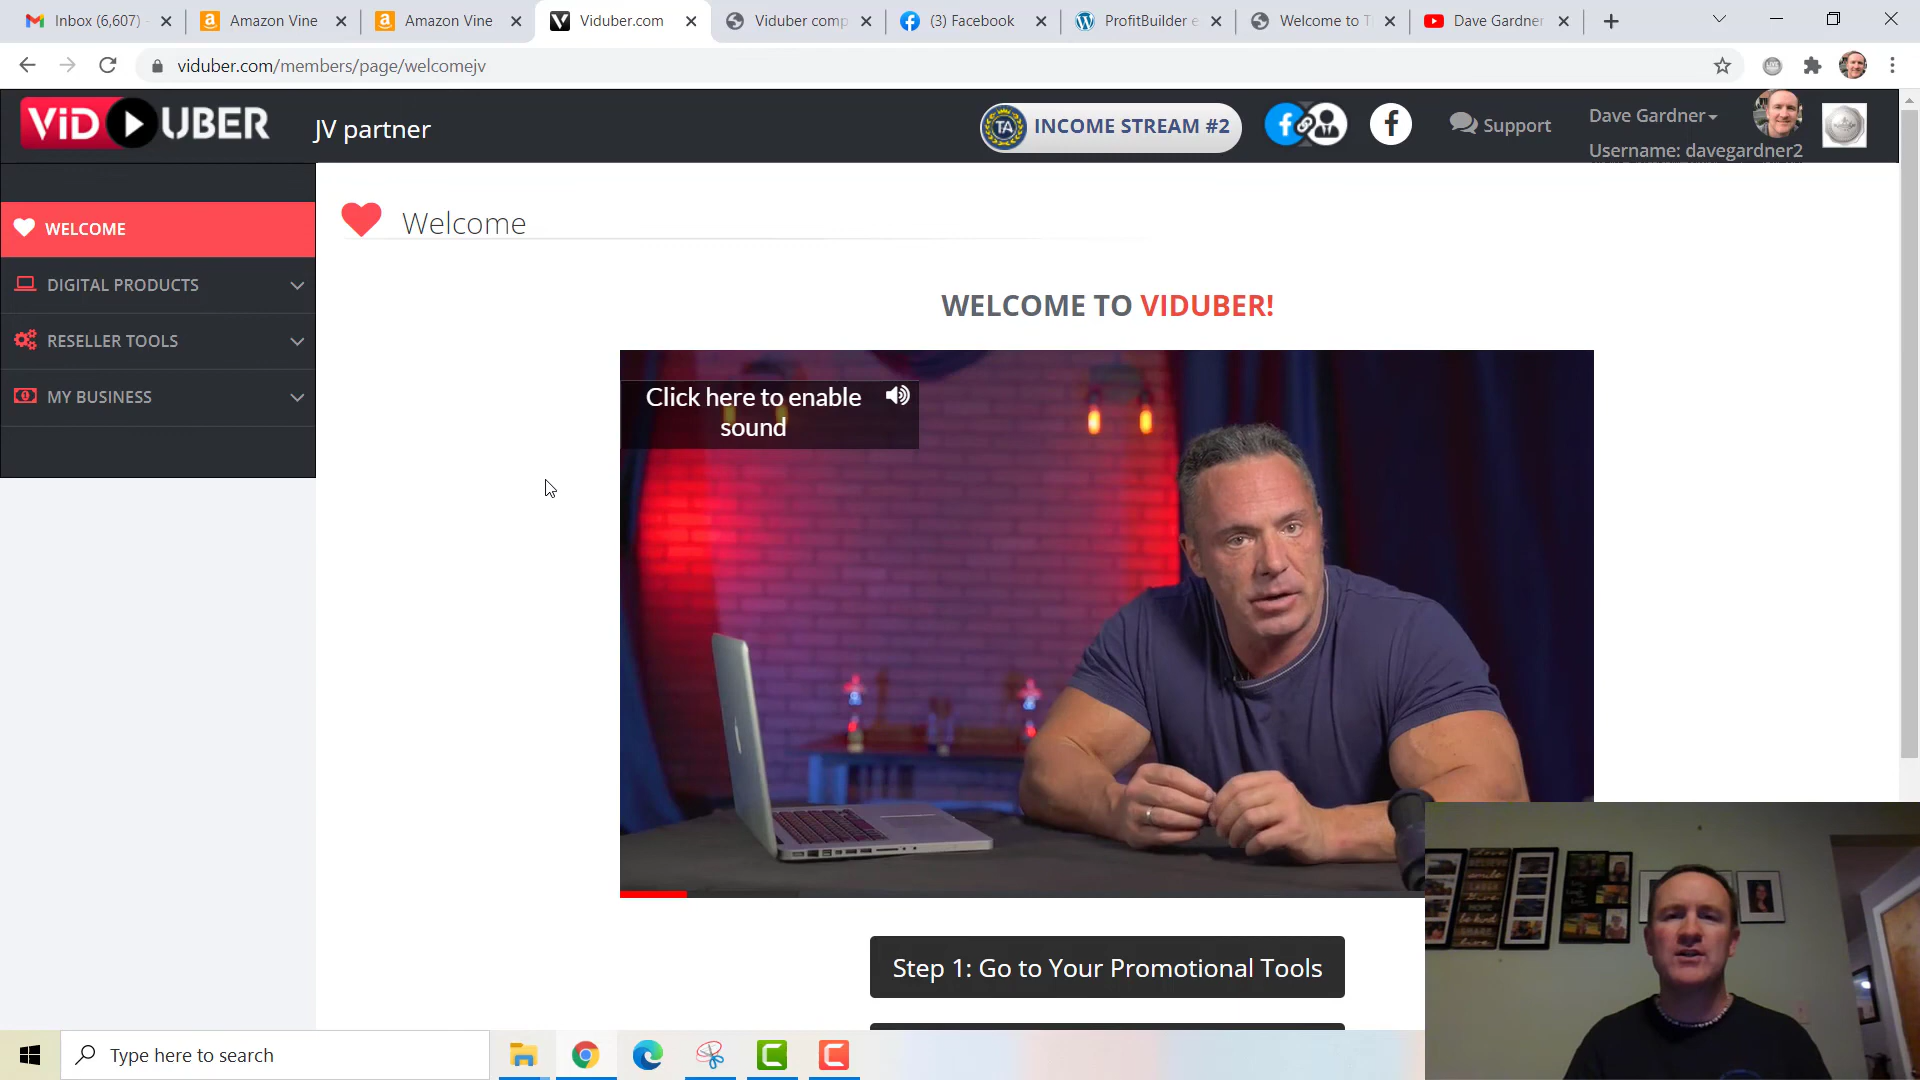 Inbox (6,607)
Amazon Vine
Amazon Vine
Viduber.com
Viduber comp
(3) Facebook
ProfitBuilder e
Welcome to T
Dave Gardner
viduber.com/members/page/welcomejv
ViD UBER
JV partner
TA INCOME STREAM #2
Support
Dave Gardner
Username: davegardner2
WELCOME
DIGITAL PRODUCTS
RESELLER TOOLS
MY BUSINESS
Welcome
WELCOME TO VIDUBER!
Click here to enable
sound
Step 1: Go to Your Promotional Tools
Type here to search